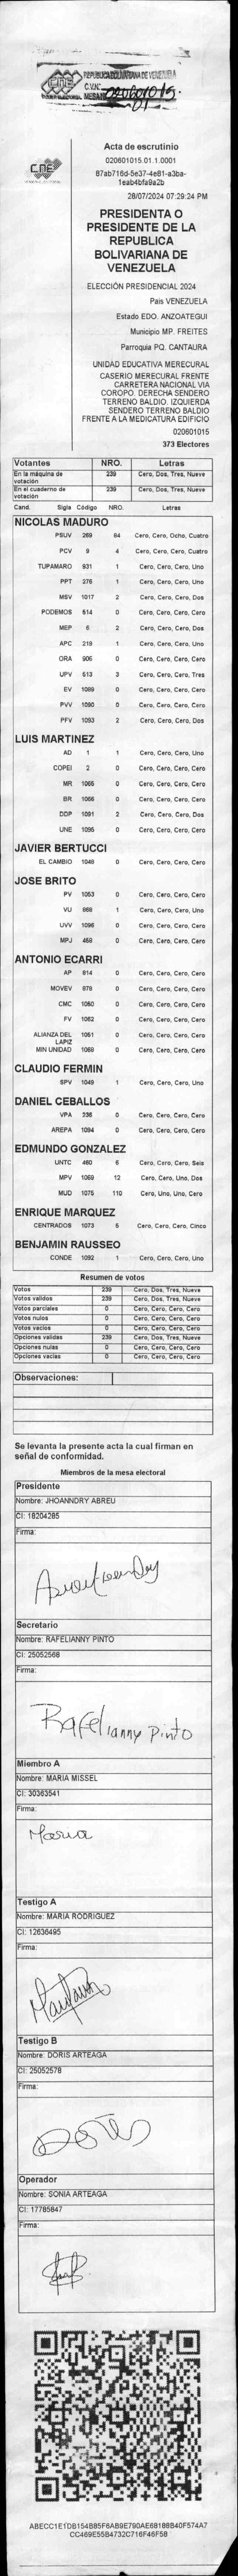 CNE
REPÚBLICA BOLIVARIANA DE VENEZUELA
MESA
01
CNE
Acta de escrutinio
020601015.01.1.0001
87ab716d-5e37-4e81-a3ba-
1eab4bfa9a2b
28/07/2024 07:29:24 PM
PRESIDENTA O
PRESIDENTE DE LA
REPUBLICA
BOLIVARIANA DE
VENEZUELA
ELECCIÓN PRESIDENCIAL 2024
Pais VENEZUELA
Estado EDO. ANZOATEGUI
Municipio MP. FREITES
Parroquia PQ. CANTAURA
UNIDAD EDUCATIVA MERECURAL
CASERIO MERECURAL FRENTE
CARRETERA NACIONAL VIA
COROPO. DERECHA SENDERO
TERRENO BALDIO. IZQUIERDA
SENDERO TERRENO BALDIO
FRENTE A LA MEDICATURA EDIFICIO
020601015
373 Electores
Votantes NRO. Letras
En la máquina de votación 239 Cero, Dos, Tres, Nueve
En el cuaderno de votación 239 Cero, Dos, Tres, Nueve
Cand. Sigla Código NRO. Letras
NICOLAS MADURO
PSUV 269 84 Cero, Cero, Ocho, Cuatro
PCV 9 4 Cero, Cero, Cero, Cuatro
TUPAMARO 931 1 Cero, Cero, Cero, Uno
PPT 276 1 Cero, Cero, Cero, Uno
MSV 1017 2 Cero, Cero, Cero, Dos
PODEMOS 514 0 Cero, Cero, Cero, Cero
MEP 6 2 Cero, Cero, Cero, Dos
APC 219 1 Cero, Cero, Cero, Uno
ORA 906 0 Cero, Cero, Cero, Cero
UPV 513 3 Cero, Cero, Cero, Tres
EV 1089 0 Cero, Cero, Cero, Cero
PVV 1090 0 Cero, Cero, Cero, Cero
PFV 1093 2 Cero, Cero, Cero, Dos
LUIS MARTINEZ
AD 1 1 Cero, Cero, Cero, Uno
COPEI 2 0 Cero, Cero, Cero, Cero
MR 1065 0 Cero, Cero, Cero, Cero
BR 1066 0 Cero, Cero, Cero, Cero
DDP 1091 2 Cero, Cero, Cero, Dos
UNE 1095 0 Cero, Cero, Cero, Cero
JAVIER BERTUCCI
EL CAMBIO 1048 0 Cero, Cero, Cero, Cero
JOSE BRITO
PV 1053 0 Cero, Cero, Cero, Cero
VU 868 1 Cero, Cero, Cero, Uno
UVV 1096 0 Cero, Cero, Cero, Cero
MPJ 468 0 Cero, Cero, Cero, Cero
ANTONIO ECARRI
AP 814 0 Cero, Cero, Cero, Cero
MOVEV 878 0 Cero, Cero, Cero, Cero
CMC 1050 0 Cero, Cero, Cero, Cero
FV 1052 0 Cero, Cero, Cero, Cero
ALIANZA DEL LAPIZ 1051 0 Cero, Cero, Cero, Cero
MIN UNIDAD 1068 0 Cero, Cero, Cero, Cero
CLAUDIO FERMIN
SPV 1049 1 Cero, Cero, Cero, Uno
DANIEL CEBALLOS
VPA 236 0 Cero, Cero, Cero, Cero
AREPA 1094 0 Cero, Cero, Cero, Cero
EDMUNDO GONZALEZ
UNTC 460 6 Cero, Cero, Cero, Seis
MPV 1069 12 Cero, Cero, Uno, Dos
MUD 1075 110 Cero, Uno, Uno, Cero
ENRIQUE MARQUEZ
CENTRADOS 1073 5 Cero, Cero, Cero, Cinco
BENJAMIN RAUSSEO
CONDE 1092 1 Cero, Cero, Cero, Uno
Resumen de votos
Votos 239 Cero, Dos, Tres, Nueve
Votos validos 239 Cero, Dos, Tres, Nueve
Votos parciales 0 Cero, Cero, Cero, Cero
Votos nulos 0 Cero, Cero, Cero, Cero
Votos vacios 0 Cero, Cero, Cero, Cero
Opciones validas 239 Cero, Dos, Tres, Nueve
Opciones nulas 0 Cero, Cero, Cero, Cero
Opciones vacias 0 Cero, Cero, Cero, Cero
Observaciones:
Se levanta la presente acta la cual firman en
señal de conformidad.
Miembros de la mesa electoral
Presidente
Nombre: JHOANNDRY ABREU
CI: 18204285
Firma:
Secretario
Nombre: RAFELIANNY PINTO
CI: 25052568
Firma:
Rafelianny Pinto
Miembro A
Nombre: MARIA MISSEL
CI: 30363541
Firma:
Maria
Testigo A
Nombre: MARIA RODRIGUEZ
CI: 12636495
Firma:
Testigo B
Nombre: DORIS ARTEAGA
CI: 25052578
Firma:
Operador
Nombre: SONIA ARTEAGA
CI: 17785847
Firma:
ABECC1E1DB154B85F6AB9E790AE68188B40F574A7
CC469E55B4732C716F46F58